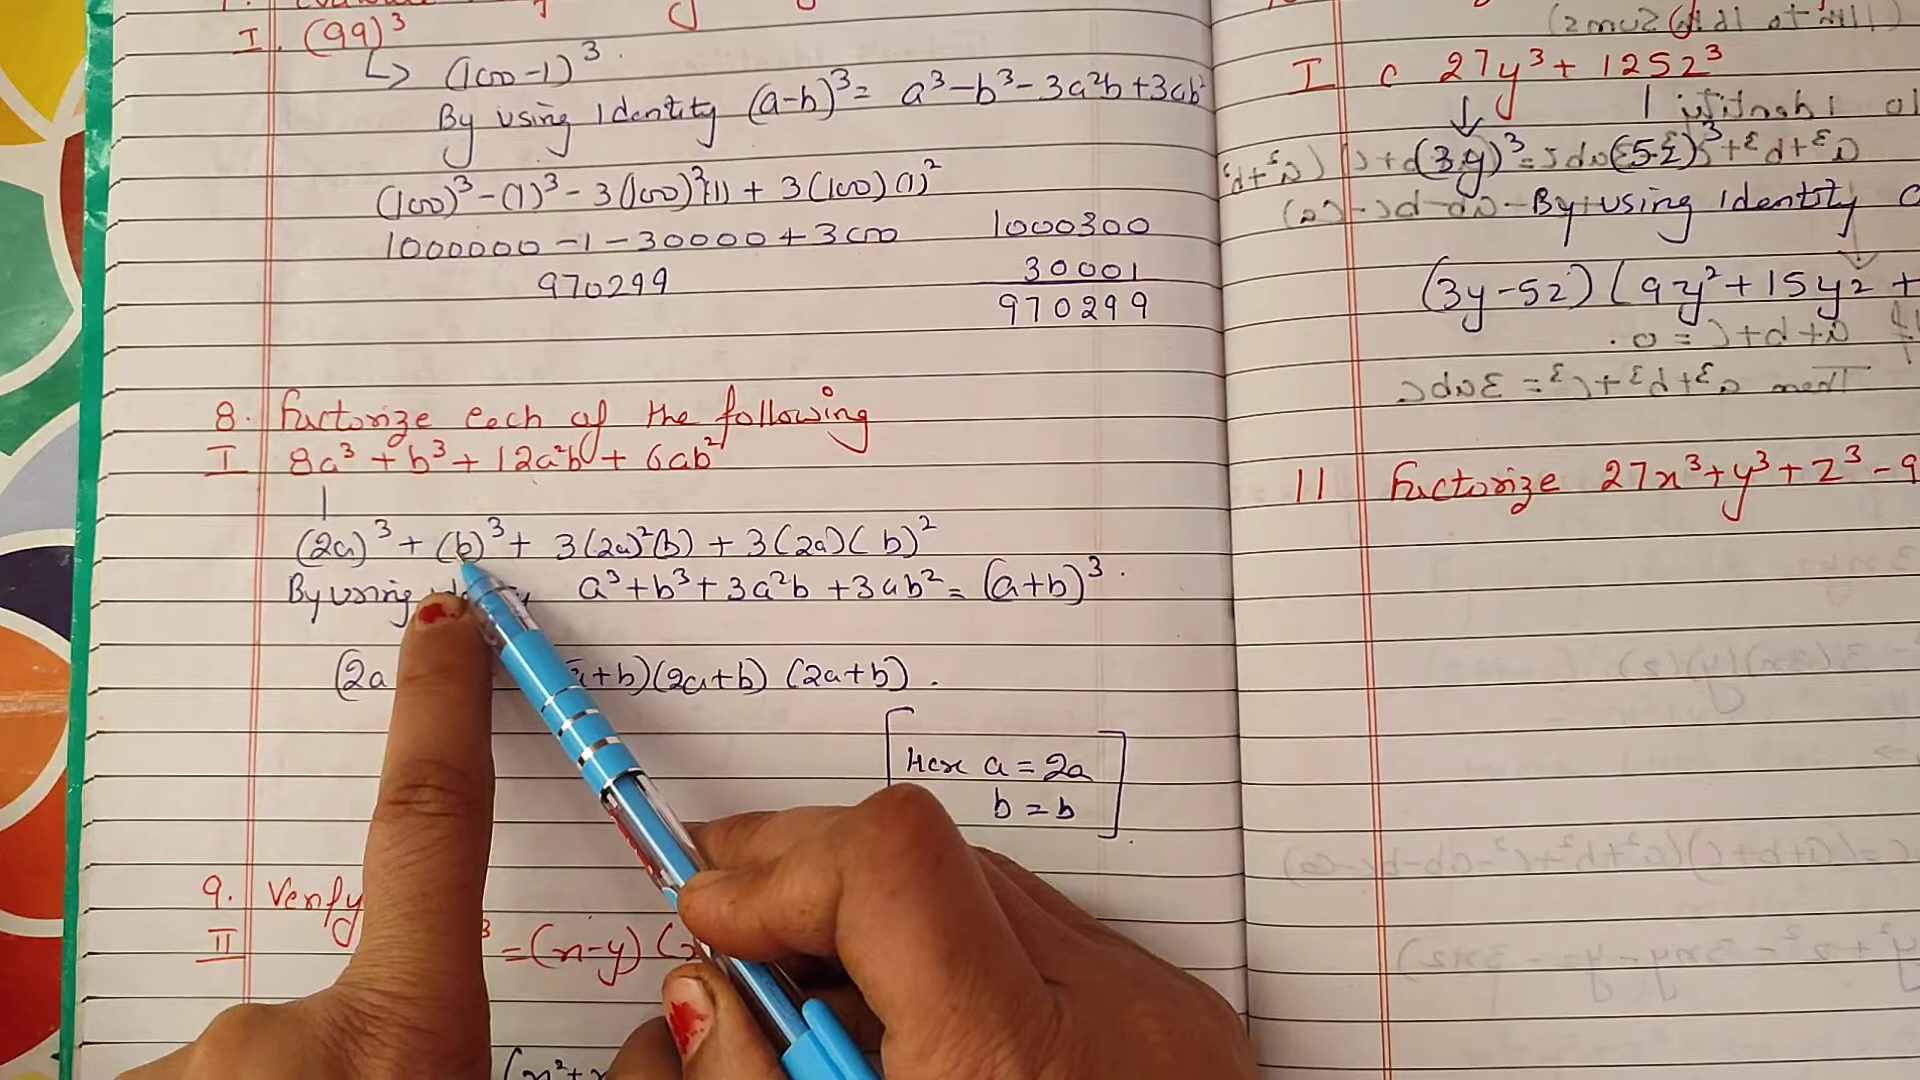 I. (99)³
↳ (100-1)³.
By using Identity (a-b)³ = a³-b³-3a²b+3ab²
(100)³-(1)³-3(100)²(1)+3(100)(1)²
1000000-1-30000+300
970299
1000300
30001
970299
8. Factorize each of the following
I 8a³+b³+12a²b+6ab²
(2a)³+(b)³+3(2a)²(b)+3(2a)(b)²
By using a³+b³+3a²b+3ab²=(a+b)³.
(2a +b)(2a+b) (2a+b).
Here a=2a
b=b
9. Verify
II ³=(x-y)
I 27y³+125z³
(3y)³ (5z)³
By using Identity
(3y-5z)(9y²+15yz+
11 Factorize 27x³+y³+z³-9